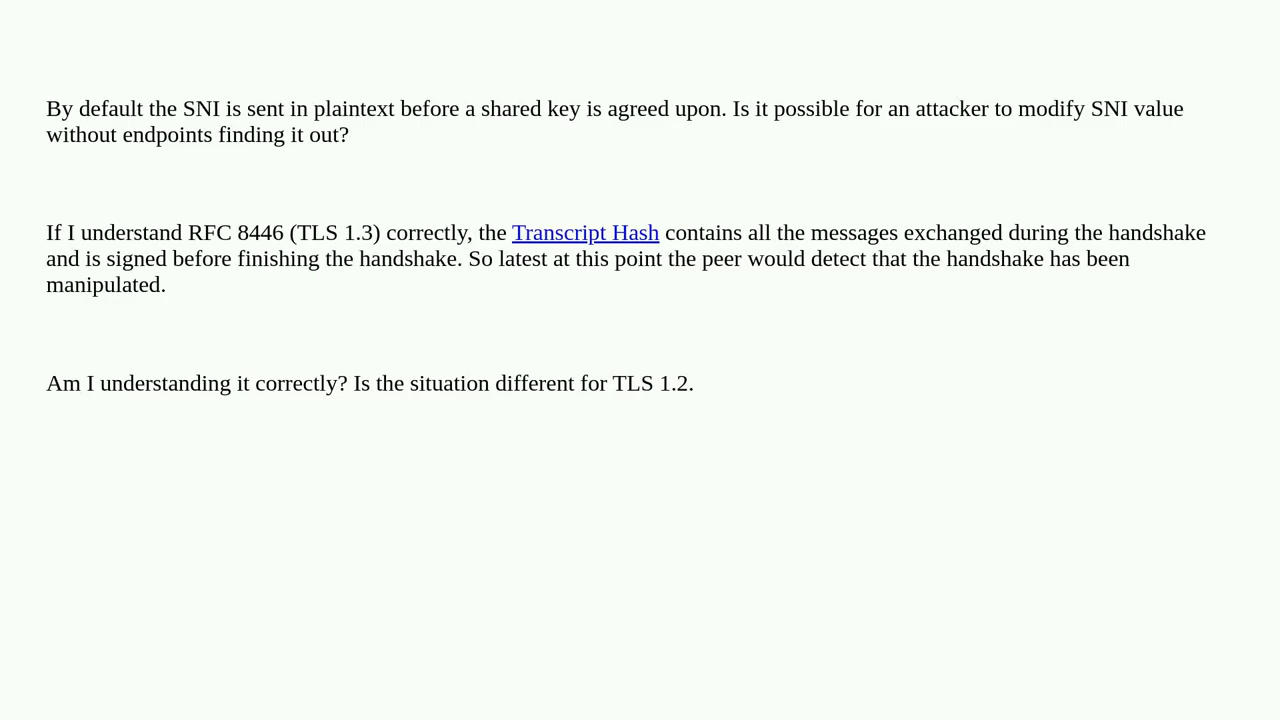 By default the SNI is sent in plaintext before a shared key is agreed upon. Is it possible for an attacker to modify SNI value
without endpoints finding it out?
If I understand RFC 8446 (TLS 1.3) correctly, the Transcript Hash contains all the messages exchanged during the handshake
and is signed before finishing the handshake. So latest at this point the peer would detect that the handshake has been
manipulated.
Am I understanding it correctly? Is the situation different for TLS 1.2.